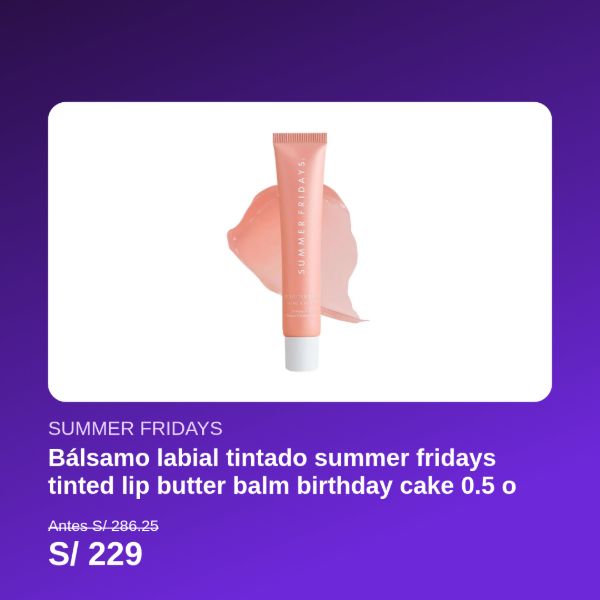 SUMMER FRIDAYS.
SUMMER FRIDAYS
Bálsamo labial tintado summer fridays
tinted lip butter balm birthday cake 0.5 o
Antes S/ 286.25
S/ 229